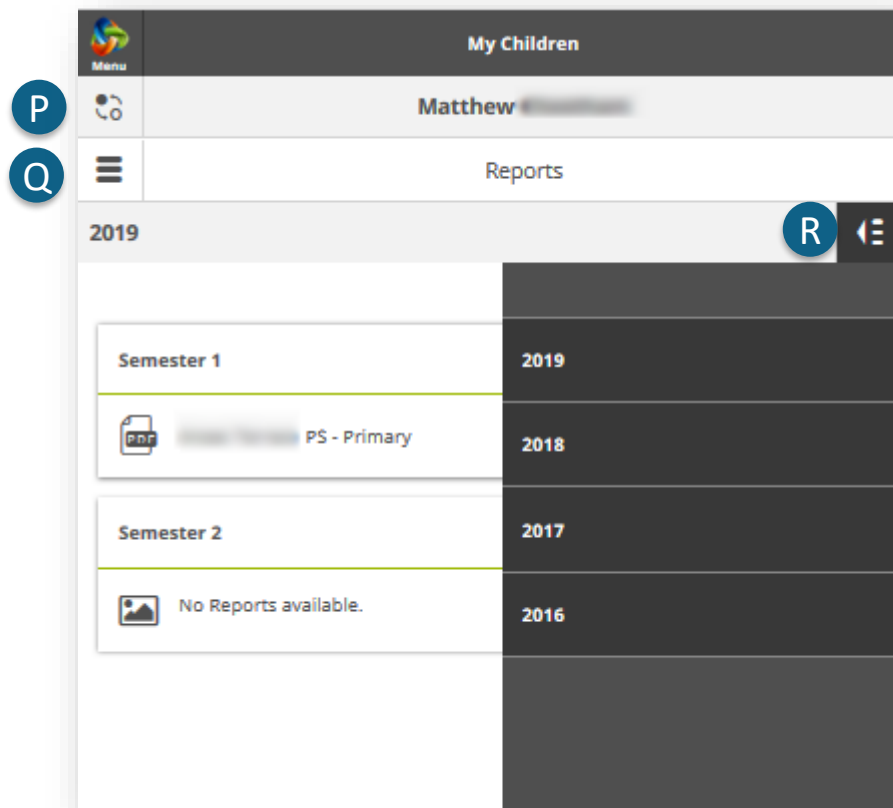 My Children
Menu
P
Matthew
Q
Reports
2019
R
Semester 1
PDF
PS - Primary
Semester 2
No Reports available.
2019
2018
2017
2016